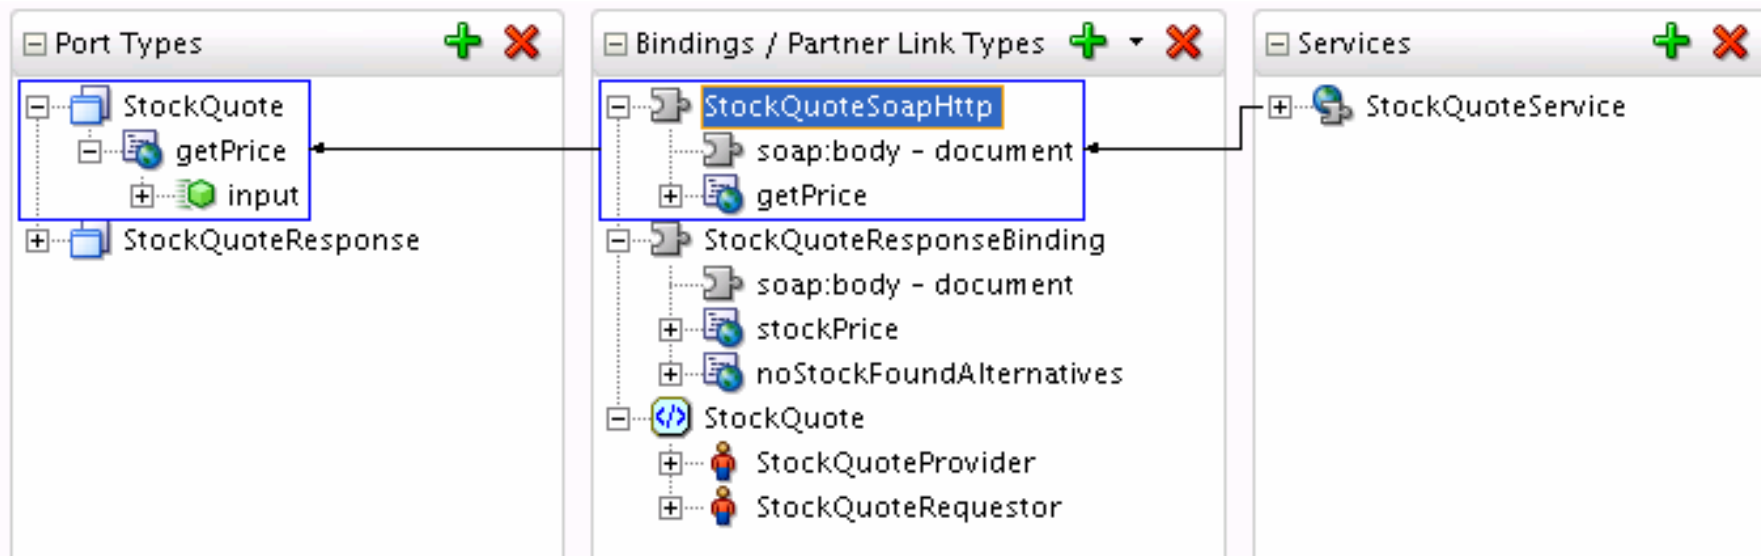 Port Types
StockQuote
getPrice
input
StockQuoteResponse
Bindings / Partner Link Types
StockQuoteSoapHttp
soap:body - document
getPrice
StockQuoteResponseBinding
soap:body - document
stockPrice
noStockFoundAlternatives
StockQuote
StockQuoteProvider
StockQuoteRequestor
Services
StockQuoteService